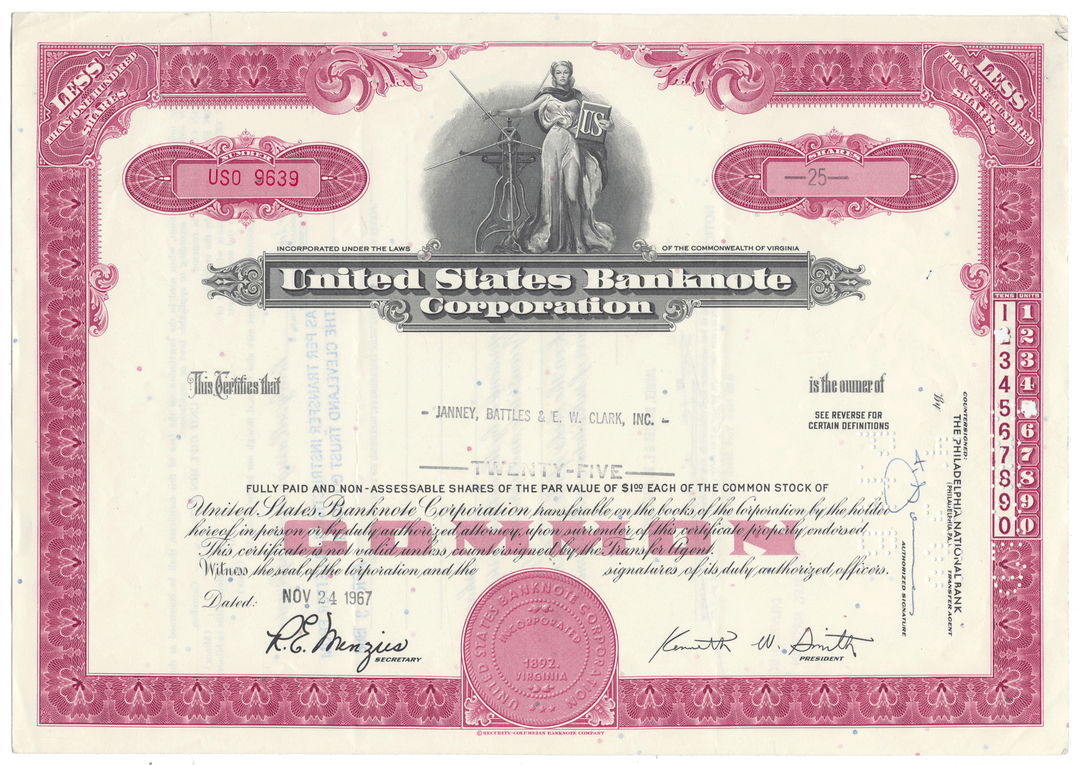 LESS
THAN ONE HUNDRED
SHARES
LESS
THAN ONE HUNDRED
SHARES
US
NUMBER
USO 9639
SHARES
—25—
INCORPORATED UNDER THE LAWS
OF THE COMMONWEALTH OF VIRGINIA
United States Banknote
Corporation
TENS UNITS
1 1
2 2
3 3
4 4
5
6 6
7 7
8 8
9 9
0 0
This Certifies that
is the owner of
SEE REVERSE FOR
CERTAIN DEFINITIONS
- JANNEY, BATTLES & E. W. CLARK, INC. -
TWENTY-FIVE
FULLY PAID AND NON-ASSESSABLE SHARES OF THE PAR VALUE OF $1.00 EACH OF THE COMMON STOCK OF
United States Banknote Corporation transferable on the books of the Corporation by the holder
hereof in person or by duly authorized attorney, upon surrender of this certificate properly endorsed.
This certificate is not valid unless countersigned by the Transfer Agent.
Witness the seal of the Corporation and the signatures of its duly authorized officers.
COMMON
Dated:
NOV 24 1967
R.E. Menzies
SECRETARY
Kenneth W. Smith
PRESIDENT
COUNTERSIGNED:
THE PHILADELPHIA NATIONAL BANK
(PHILADELPHIA, PA.)
TRANSFER AGENT
By
AUTHORIZED SIGNATURE
UNITED STATES BANKNOTE CORPORATION
INCORPORATED
1892.
VIRGINIA
© SECURITY-COLUMBIAN BANKNOTE COMPANY